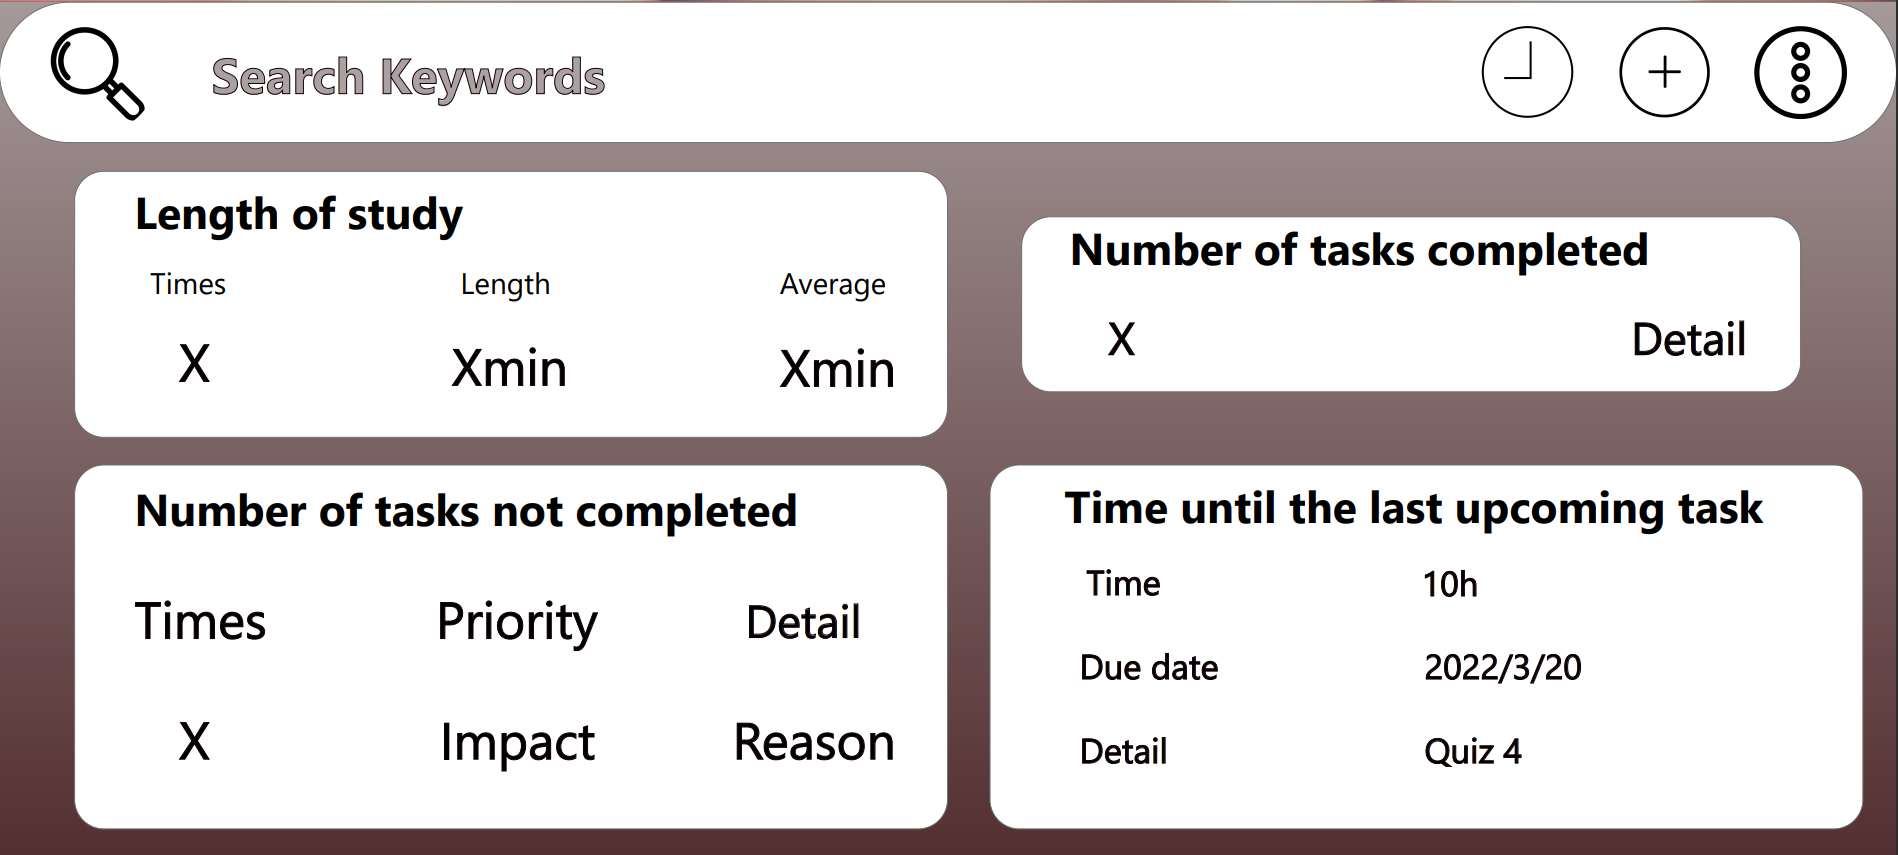 Search Keywords
Length of study
Times Length Average
X Xmin Xmin
Number of tasks completed
X Detail
Number of tasks not completed
Times Priority Detail
X Impact Reason
Time until the last upcoming task
Time 10h
Due date 2022/3/20
Detail Quiz 4